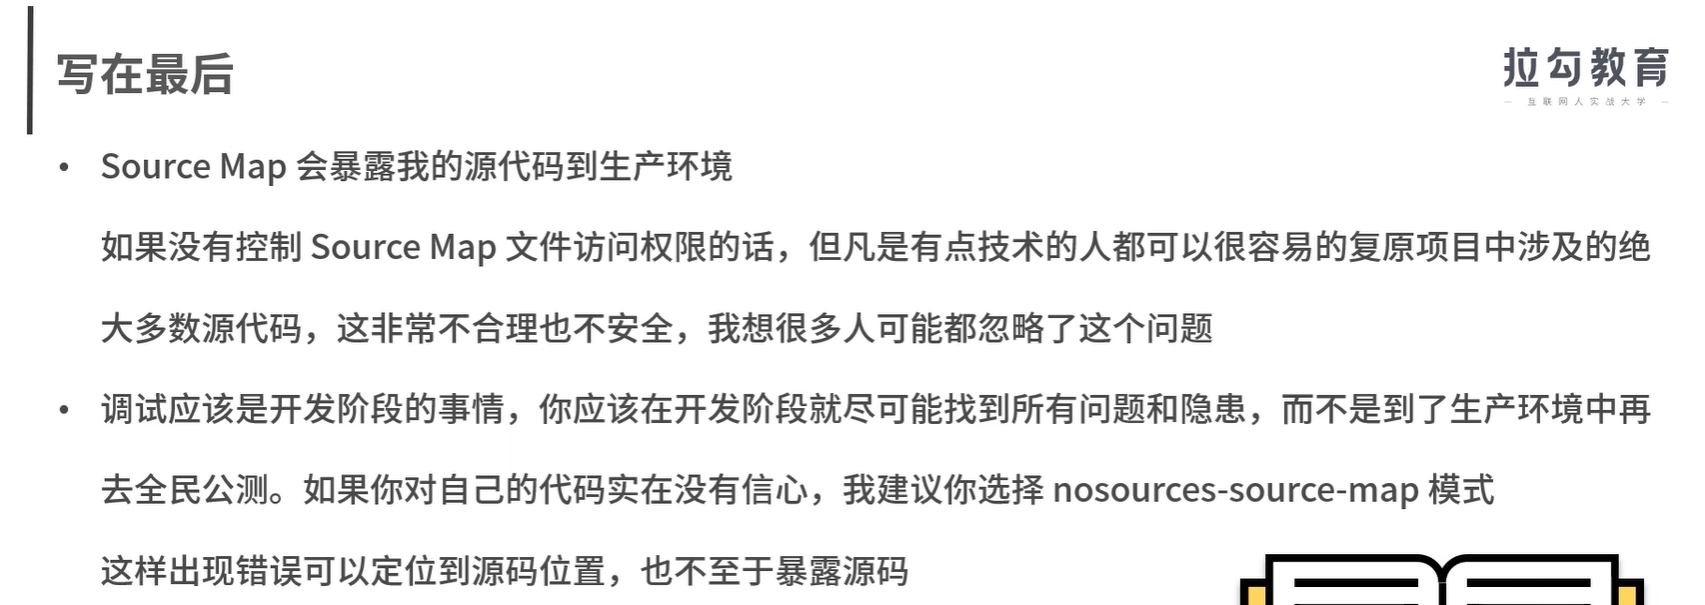 写在最后
拉勾教育
— 互联网人实战大学 —
• Source Map 会暴露我的源代码到生产环境
如果没有控制 Source Map 文件访问权限的话，但凡是有点技术的人都可以很容易的复原项目中涉及的绝
大多数源代码，这非常不合理也不安全，我想很多人可能都忽略了这个问题
• 调试应该是开发阶段的事情，你应该在开发阶段就尽可能找到所有问题和隐患，而不是到了生产环境中再
去全民公测。如果你对自己的代码实在没有信心，我建议你选择 nosources-source-map 模式
这样出现错误可以定位到源码位置，也不至于暴露源码